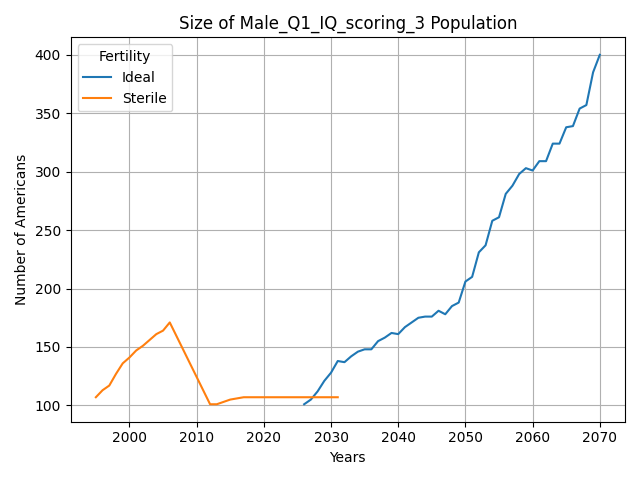 Size of Male_Q1_IQ_scoring_3 Population
Fertility
Ideal
Sterile
Number of Americans
400
350
300
250
200
150
100
2000 2010 2020 2030 2040 2050 2060 2070
Years